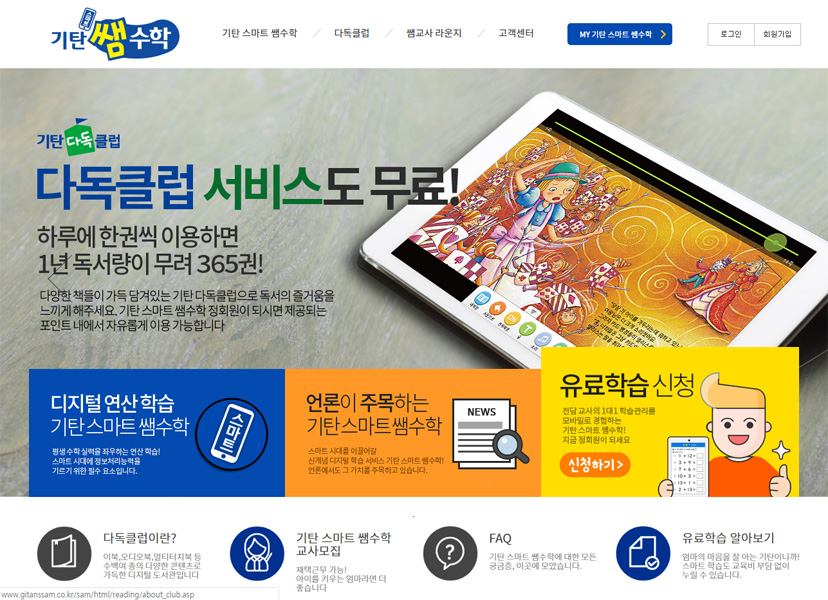 스마트
기탄 쌤 수학
기탄 스마트 쌤수학
다독클럽
쌤교사 라운지
고객센터
MY 기탄 스마트 쌤수학
로그인
회원가입
기탄 다독 클럽
다독클럽 서비스도 무료!
하루에 한권씩 이용하면
1년 독서량이 무려 365권!
다양한 책들이 가득 담겨있는 기탄 다독클럽으로 독서의 즐거움을
느끼게 해주세요. 기탄 스마트 쌤수학 정회원이 되시면 제공되는
포인트 내에서 자유롭게 이용 가능합니다
디지털 연산 학습
기탄 스마트 쌤수학
평생 수학 실력을 좌우하는 연산 학습!
스마트 시대에 정보처리능력을
기르기 위한 필수 요소입니다.
스마트
언론이 주목하는
기탄 스마트 쌤수학
스마트 시대를 이끌어갈
신개념 디지털 학습 서비스 기탄 스마트 쌤수학!
언론에서도 그 가치를 주목하고 있습니다.
NEWS
유료학습 신청
전담 교사의 1대1 학습관리를
모바일로 경험하는
기탄 스마트 쌤수학!
지금 정회원이 되세요
신청하기 >
다독클럽이란?
이북,오디오북,멀티터치북 등
수백여 종의 다양한 콘텐츠로
가득한 디지털 도서관입니다
기탄 스마트 쌤수학
교사모집
재택근무 가능!
아이를 키우는 엄마라면 더
좋습니다
FAQ
기탄 스마트 쌤수학에 대한 모든
궁금증, 이곳에 모았습니다.
유료학습 알아보기
엄마의 마음을 잘 아는 기탄이니까!
스마트 학습도 교육비 부담 없이
누릴 수 있습니다.
www.gitanssam.co.kr/sam/html/reading/about_club.asp